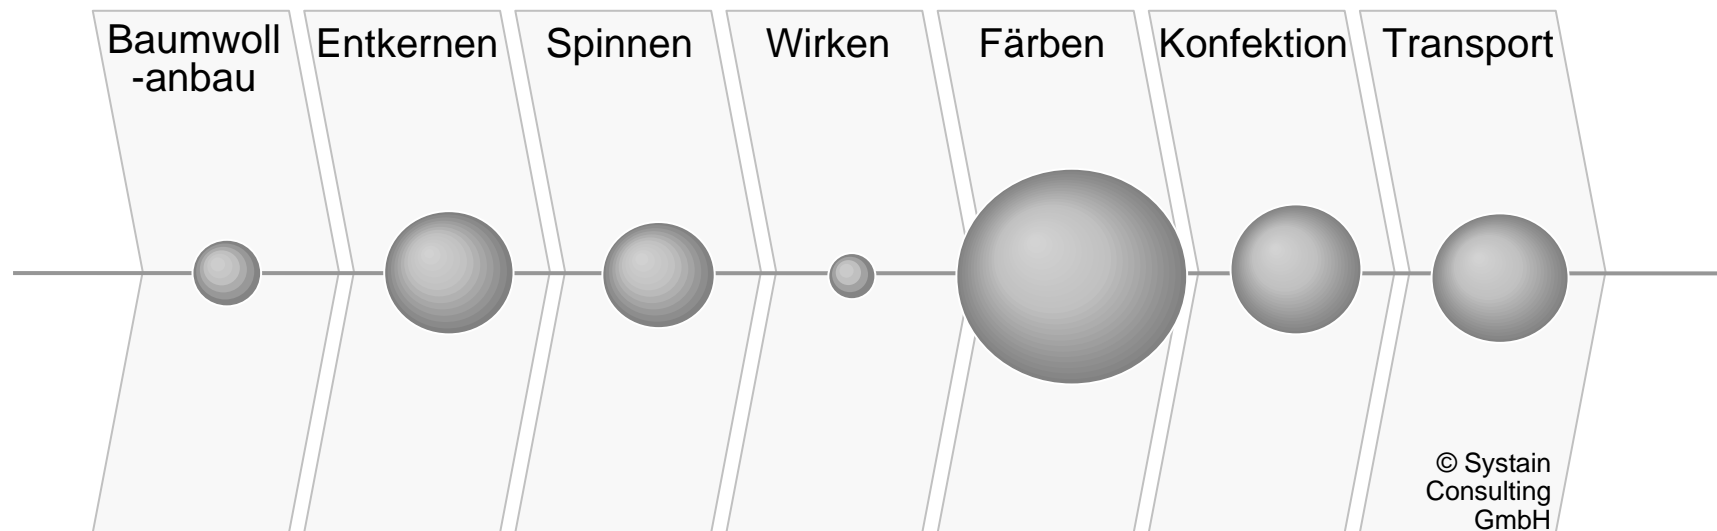 Baumwoll
-anbau
Entkernen
Spinnen
Wirken
Färben
Konfektion
Transport
© Systain
Consulting
GmbH